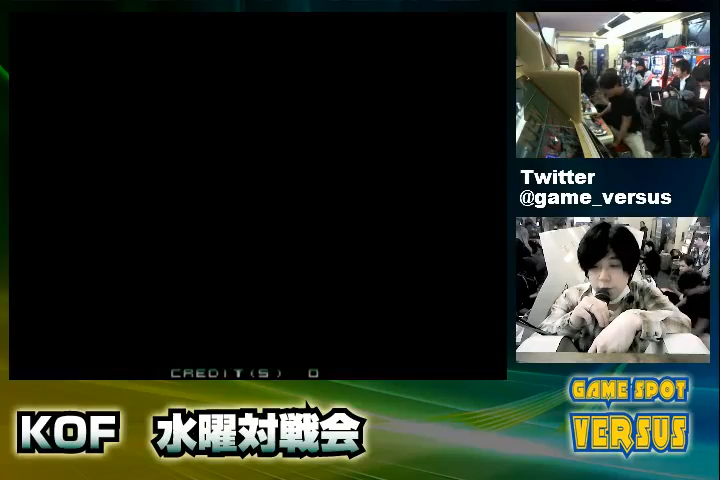 Twitter
@game_versus
CREDIT(S) 0
KOF 水曜対戦会
GAME SPOT
VERSUS